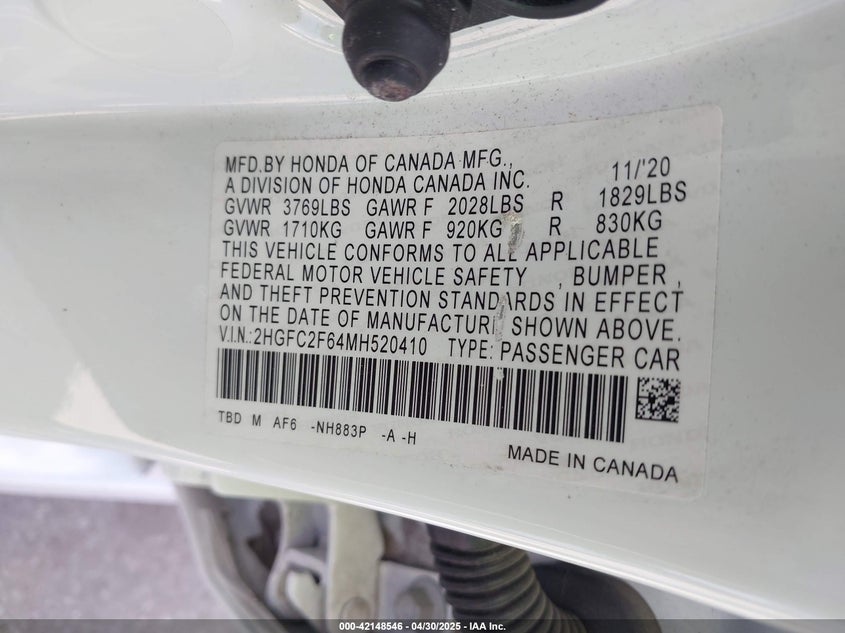 MFD.BY HONDA OF CANADA MFG., 11/'20
A DIVISION OF HONDA CANADA INC.
GVWR 3769LBS GAWR F 2028LBS R 1829LBS
GVWR 1710KG GAWR F 920KG R 830KG
THIS VEHICLE CONFORMS TO ALL APPLICABLE
FEDERAL MOTOR VEHICLE SAFETY , BUMPER ,
AND THEFT PREVENTION STANDARDS IN EFFECT
ON THE DATE OF MANUFACTURE SHOWN ABOVE.
V.I.N.:2HGFC2F64MH520410 TYPE: PASSENGER CAR
TBD M AF6 -NH883P -A -H
MADE IN CANADA
000-42148546 - 04/30/2025 - IAA Inc.